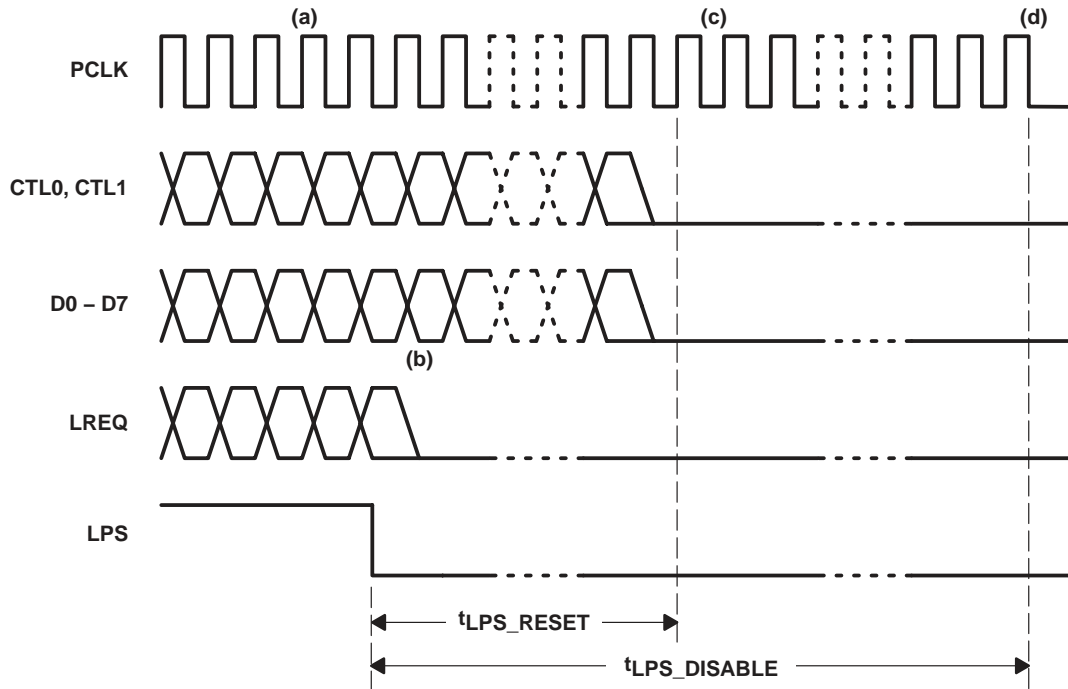 (a) (c) (d)
PCLK
CTL0, CTL1
D0 – D7
(b)
LREQ
LPS
tLPS_RESET
tLPS_DISABLE